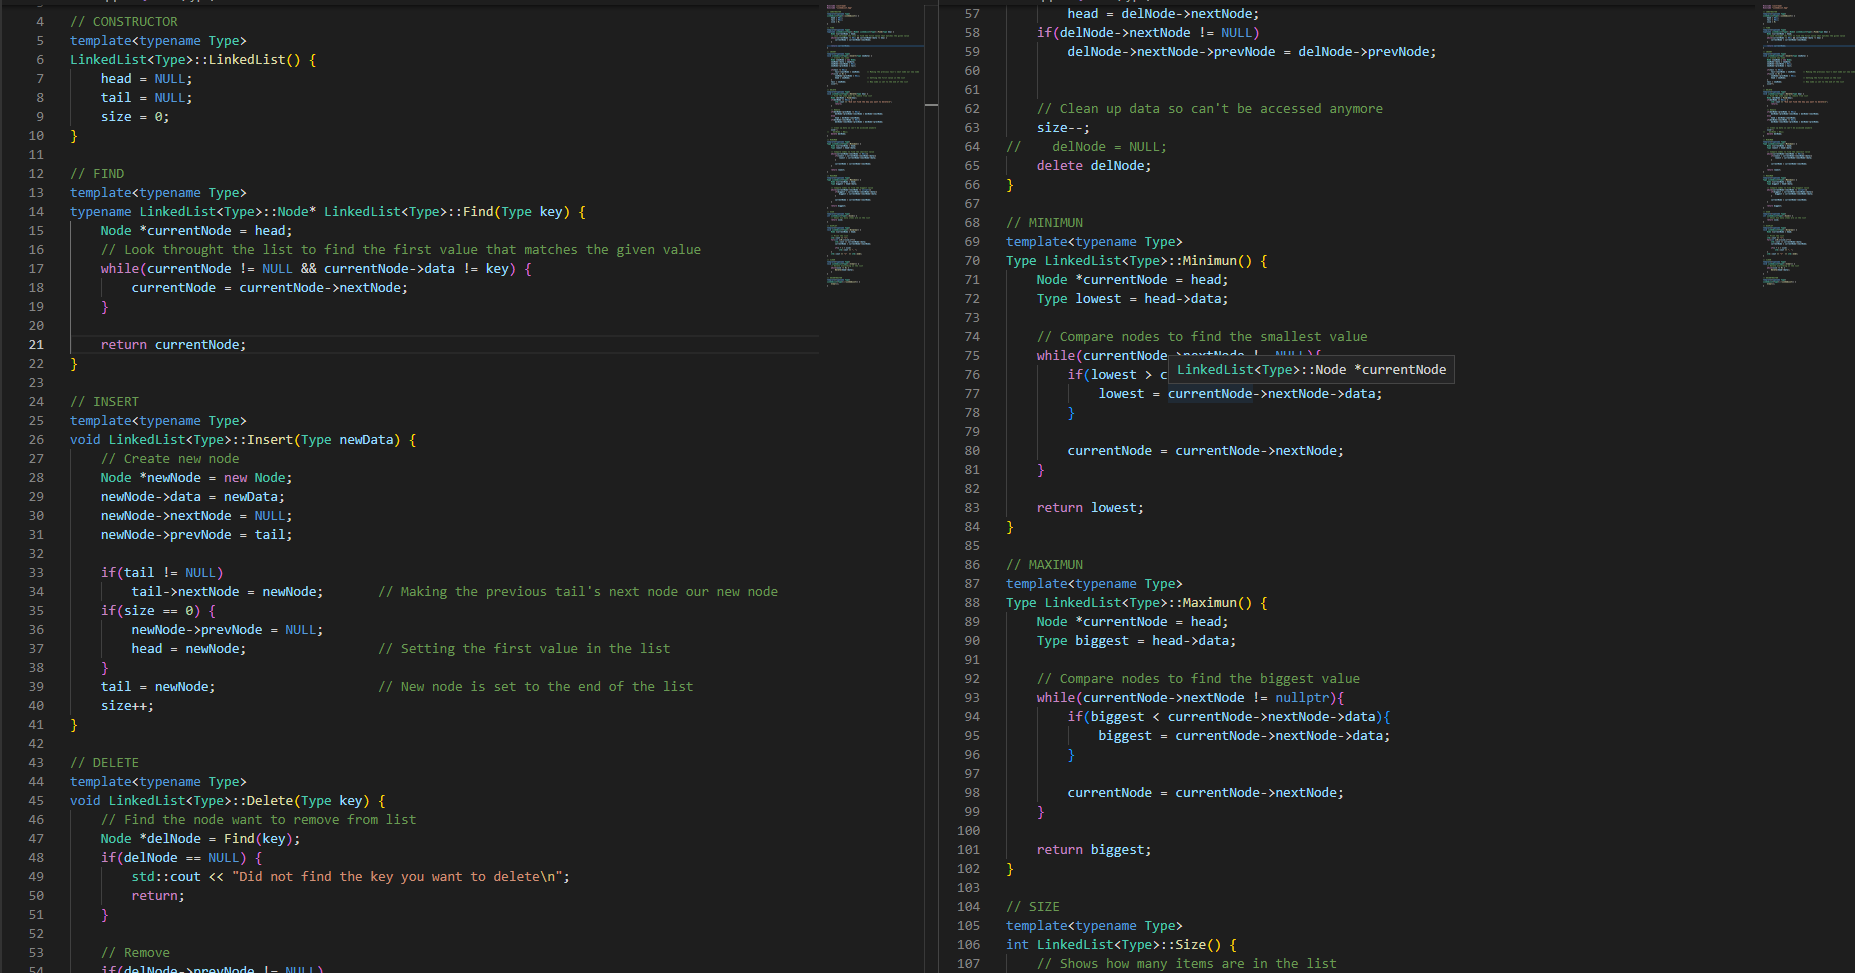 4 // CONSTRUCTOR
5 template<typename Type>
6 LinkedList<Type>::LinkedList() {
7 head = NULL;
8 tail = NULL;
9 size = 0;
10 }
11
12 // FIND
13 template<typename Type>
14 typename LinkedList<Type>::Node* LinkedList<Type>::Find(Type key) {
15 Node *currentNode = head;
16 // Look throught the list to find the first value that matches the given value
17 while(currentNode != NULL && currentNode->data != key) {
18 currentNode = currentNode->nextNode;
19 }
20
21 return currentNode;
22 }
23
24 // INSERT
25 template<typename Type>
26 void LinkedList<Type>::Insert(Type newData) {
27 // Create new node
28 Node *newNode = new Node;
29 newNode->data = newData;
30 newNode->nextNode = NULL;
31 newNode->prevNode = tail;
32
33 if(tail != NULL)
34 tail->nextNode = newNode; // Making the previous tail's next node our new node
35 if(size == 0) {
36 newNode->prevNode = NULL;
37 head = newNode; // Setting the first value in the list
38 }
39 tail = newNode; // New node is set to the end of the list
40 size++;
41 }
42
43 // DELETE
44 template<typename Type>
45 void LinkedList<Type>::Delete(Type key) {
46 // Find the node want to remove from list
47 Node *delNode = Find(key);
48 if(delNode == NULL) {
49 std::cout << "Did not find the key you want to delete\n";
50 return;
51 }
52
53 // Remove
54 if(delNode->prevNode != NULL)
57 head = delNode->nextNode;
58 if(delNode->nextNode != NULL)
59 delNode->nextNode->prevNode = delNode->prevNode;
60
61
62 // Clean up data so can't be accessed anymore
63 size--;
64 // delNode = NULL;
65 delete delNode;
66 }
67
68 // MINIMUN
69 template<typename Type>
70 Type LinkedList<Type>::Minimun() {
71 Node *currentNode = head;
72 Type lowest = head->data;
73
74 // Compare nodes to find the smallest value
75 while(currentNode->nextNode != NULL){
LinkedList<Type>::Node *currentNode
76 if(lowest > c
77 lowest = currentNode->nextNode->data;
78 }
79
80 currentNode = currentNode->nextNode;
81 }
82
83 return lowest;
84 }
85
86 // MAXIMUN
87 template<typename Type>
88 Type LinkedList<Type>::Maximun() {
89 Node *currentNode = head;
90 Type biggest = head->data;
91
92 // Compare nodes to find the biggest value
93 while(currentNode->nextNode != nullptr){
94 if(biggest < currentNode->nextNode->data){
95 biggest = currentNode->nextNode->data;
96 }
97
98 currentNode = currentNode->nextNode;
99 }
100
101 return biggest;
102 }
103
104 // SIZE
105 template<typename Type>
106 int LinkedList<Type>::Size() {
107 // Shows how many items are in the list